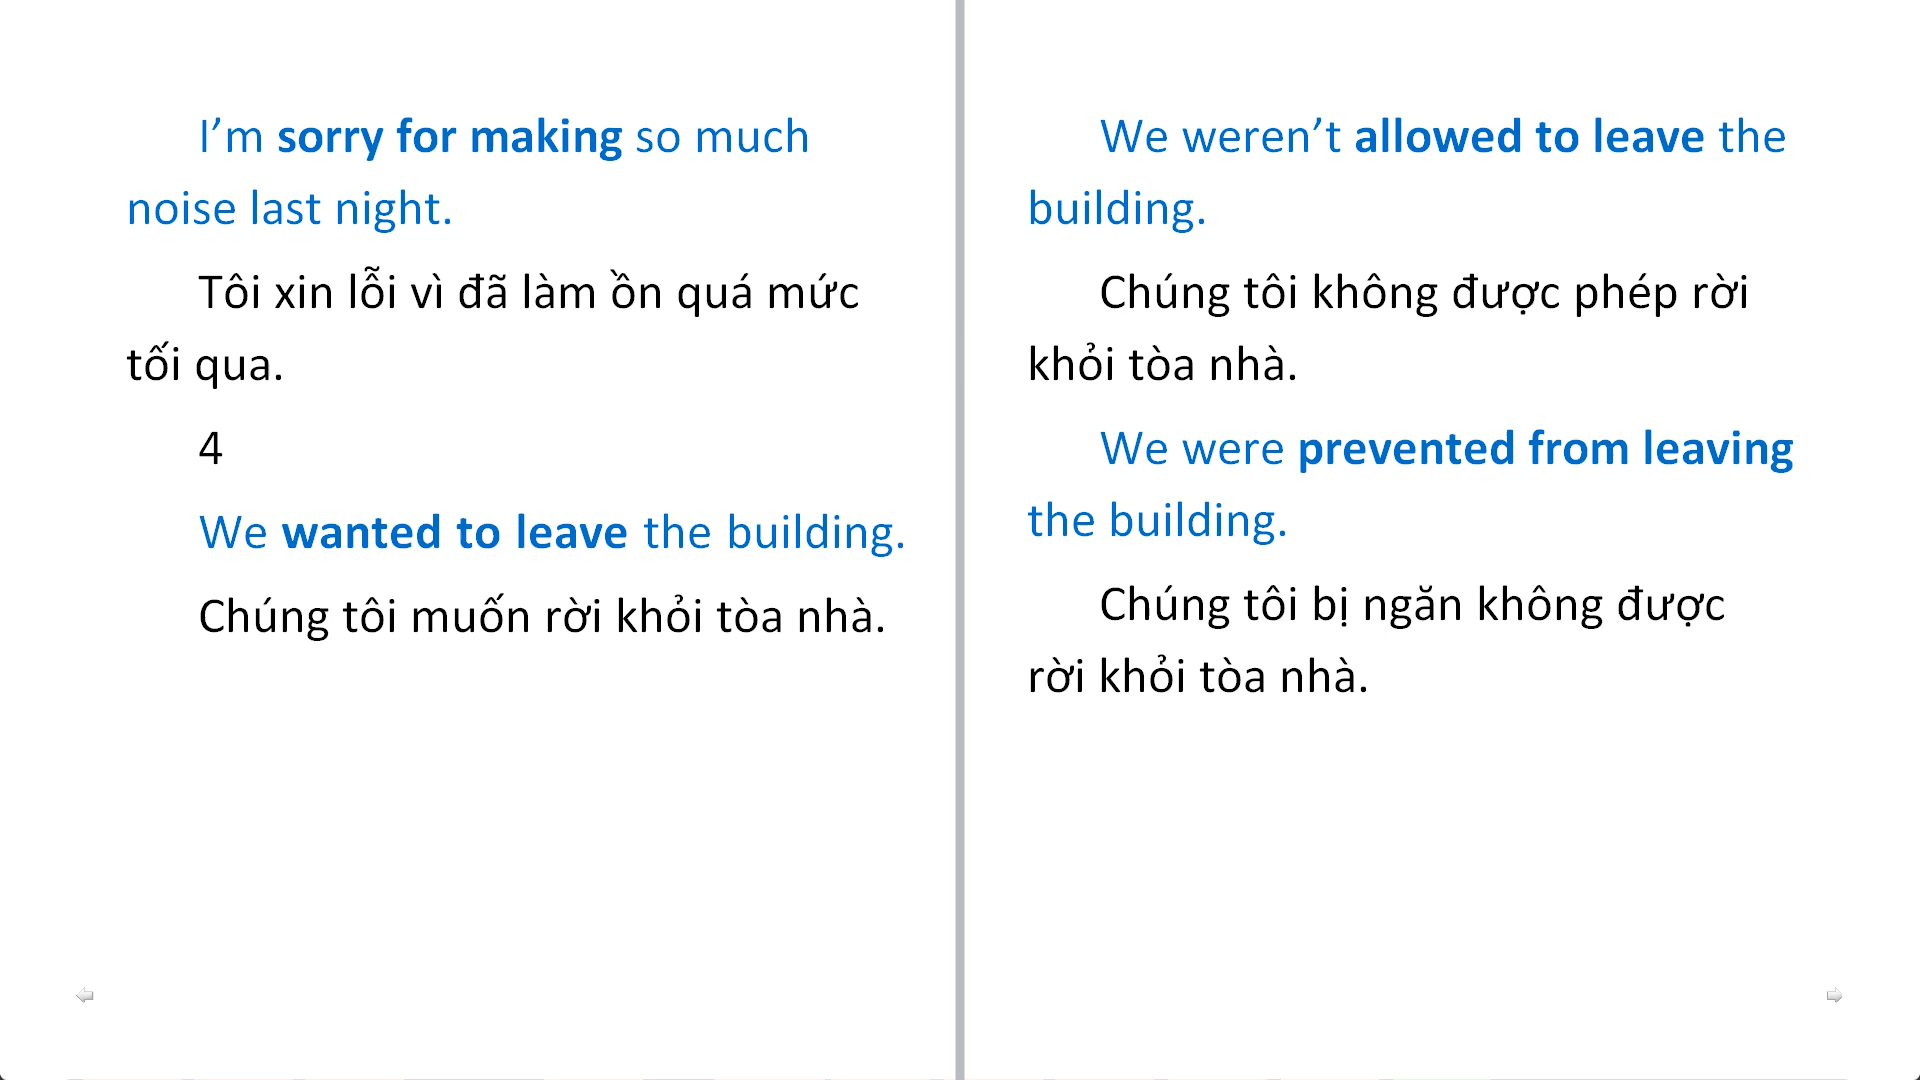 I’m sorry for making so much
noise last night.
Tôi xin lỗi vì đã làm ồn quá mức
tối qua.
4
We wanted to leave the building.
Chúng tôi muốn rời khỏi tòa nhà.
We weren’t allowed to leave the
building.
Chúng tôi không được phép rời
khỏi tòa nhà.
We were prevented from leaving
the building.
Chúng tôi bị ngăn không được
rời khỏi tòa nhà.